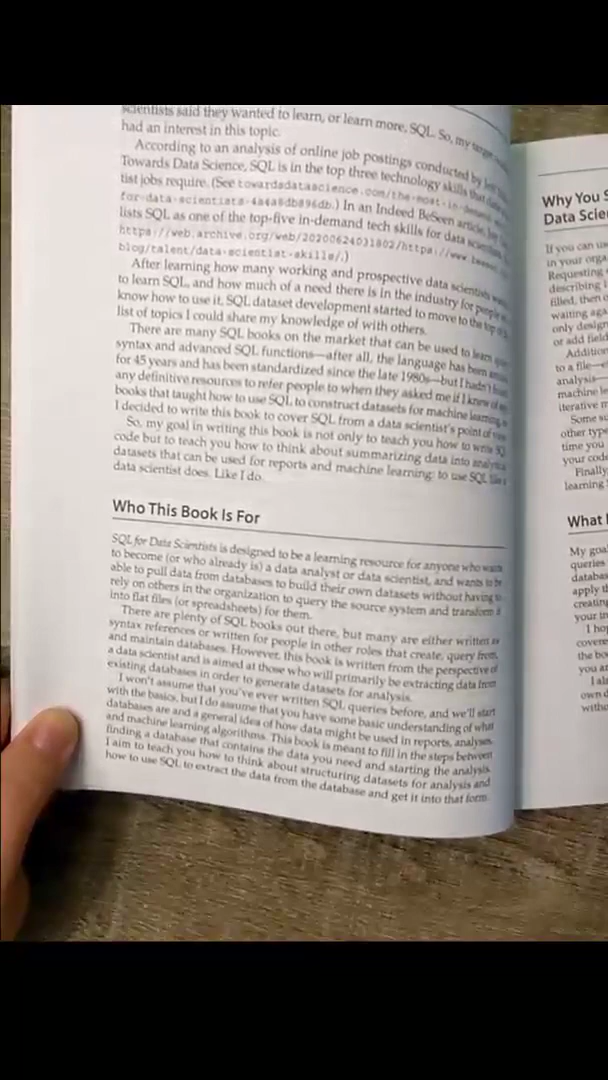 scientists said they wanted to learn, or learn more, SQL. So, my target
had an interest in this topic.
According to an analysis of online job postings conducted by
Towards Data Science, SQL is in the top three technology skills that
tist jobs require. (See towardsdatascience.com/the-most-in-demand
for-data-scientists-4a4a8db896db.) In an Indeed BeSeen article,
lists SQL as one of the top-five in-demand tech skills for data scientists.
https://web.archive.org/web/20200624031802/https://www.
blog/talent/data-scientist-skills/.)
After learning how many working and prospective data scientists
to learn SQL, and how much of a need there is in the industry for people
know how to use it, SQL dataset development started to move to the top of
list of topics I could share my knowledge of with others.
There are many SQL books on the market that can be used to learn
syntax and advanced SQL functions—after all, the language has been
for 45 years and has been standardized since the late 1980s—but I hadn't
any definitive resources to refer people to when they asked me if I knew of
books that taught how to use SQL to construct datasets for machine learning,
I decided to write this book to cover SQL from a data scientist's point of
So, my goal in writing this book is not only to teach you how to write SQL
code but to teach you how to think about summarizing data into analytical
datasets that can be used for reports and machine learning: to use SQL like
data scientist does. Like I do.
Who This Book Is For
SQL for Data Scientists is designed to be a learning resource for anyone who wants
to become (or who already is) a data analyst or data scientist, and wants to be
able to pull data from databases to build their own datasets without having to
rely on others in the organization to query the source system and transform it
into flat files (or spreadsheets) for them.
There are plenty of SQL books out there, but many are either written as
syntax references or written for people in other roles that create, query from,
and maintain databases. However, this book is written from the perspective of
a data scientist and is aimed at those who will primarily be extracting data from
existing databases in order to generate datasets for analysis.
I won't assume that you've ever written SQL queries before, and we'll start
with the basics, but I do assume that you have some basic understanding of what
databases are and a general idea of how data might be used in reports, analyses,
and machine learning algorithms. This book is meant to fill in the steps between
finding a database that contains the data you need and starting the analysis.
I aim to teach you how to think about structuring datasets for analysis and
how to use SQL to extract the data from the database and get it into that form.
Why You S
Data Scien
If you can us
in your orga
Requesting
describing i
filled, then
waiting aga
only design
or add field
Addition
to a file—e
analysis—
machine le
iterative m
Some su
other type
time you
your code
Finally
learning
What
My goa
queries
databas
apply t
creating
your in
I hop
covere
the bo
you ar
I al
own d
witho